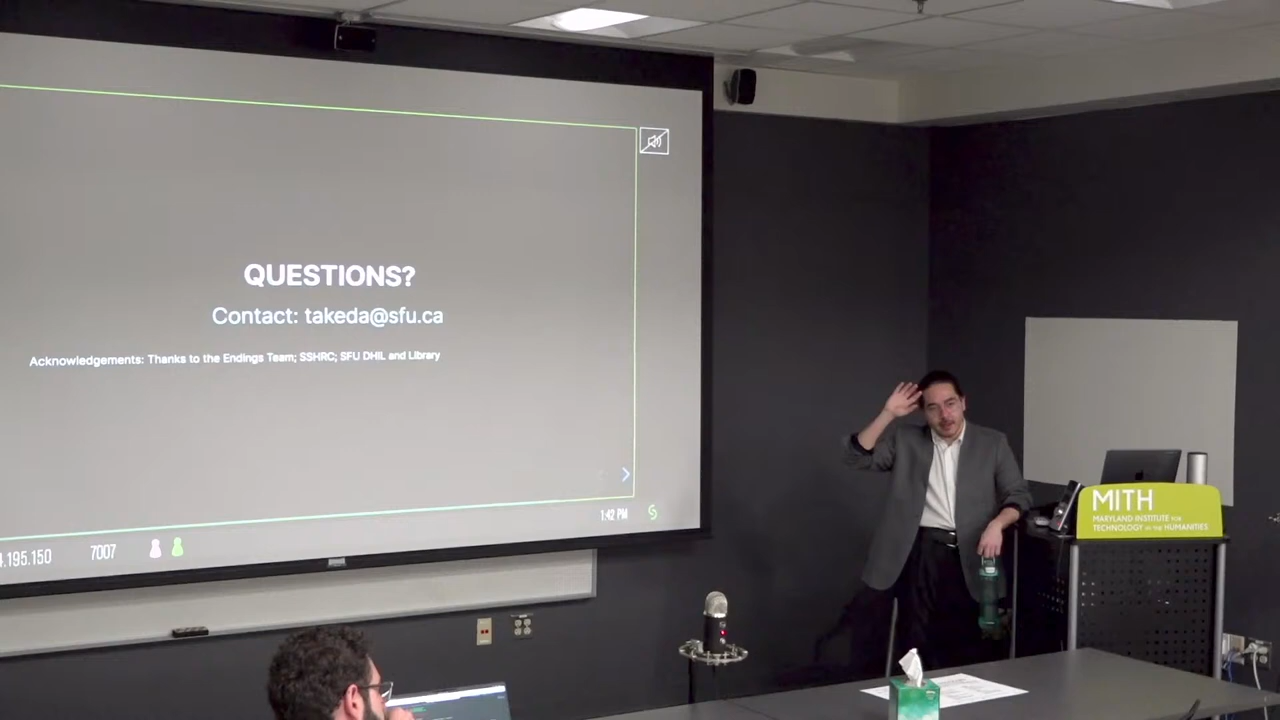 QUESTIONS?
Contact: takeda@sfu.ca
Acknowledgements: Thanks to the Endings Team; SSHRC; SFU DHIL and Library
1:42 PM
.195.150
7007
MITH
MARYLAND INSTITUTE FOR
TECHNOLOGY IN THE HUMANITIES